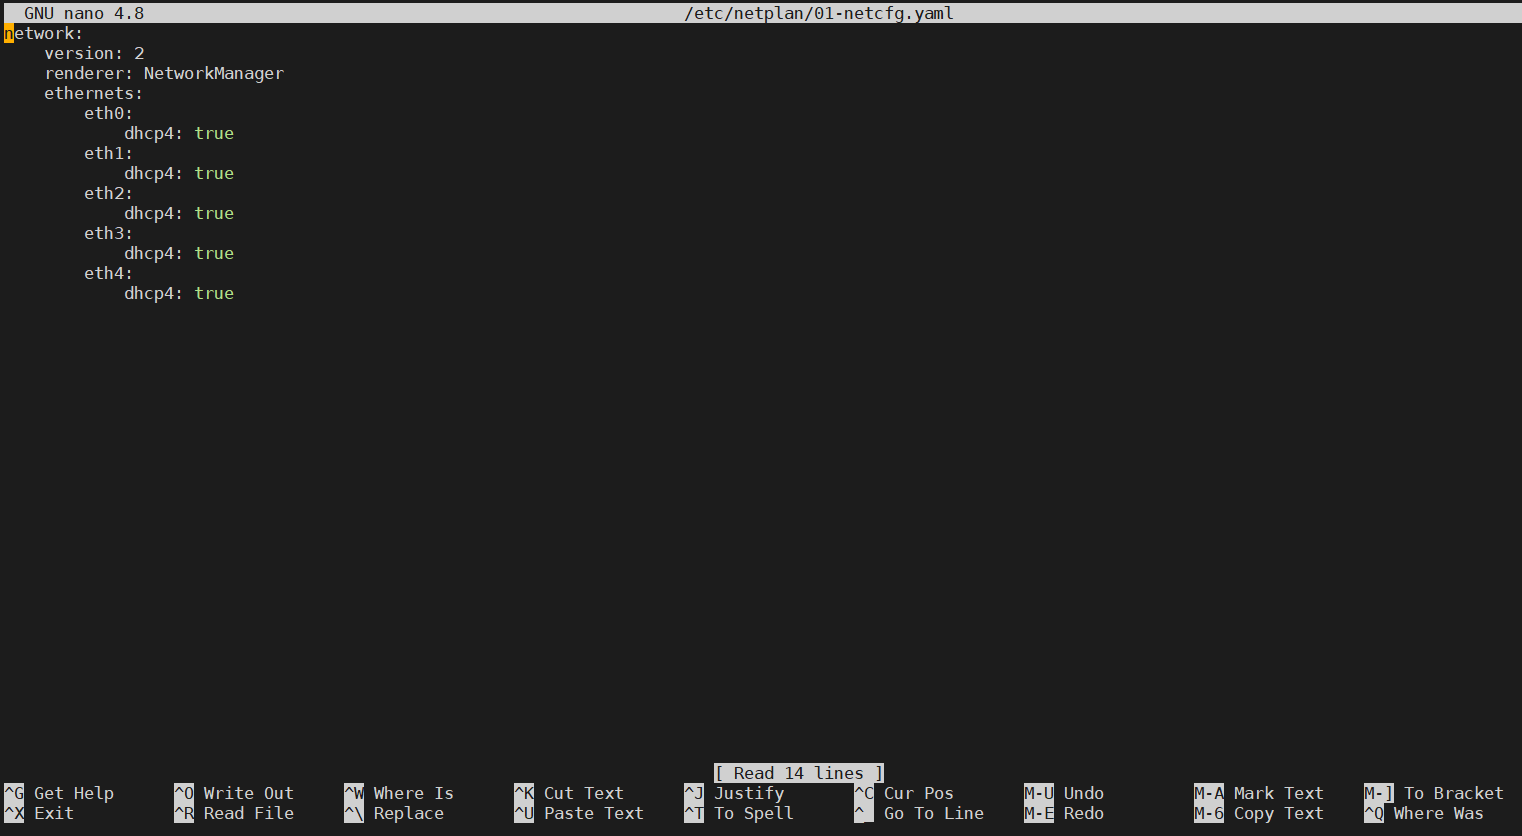 GNU nano 4.8 /etc/netplan/01-netcfg.yaml
network:
    version: 2
    renderer: NetworkManager
    ethernets:
        eth0:
            dhcp4: true
        eth1:
            dhcp4: true
        eth2:
            dhcp4: true
        eth3:
            dhcp4: true
        eth4:
            dhcp4: true
[ Read 14 lines ]
^G Get Help ^O Write Out ^W Where Is ^K Cut Text ^J Justify ^C Cur Pos M-U Undo M-A Mark Text M-] To Bracket
^X Exit ^R Read File ^\ Replace ^U Paste Text ^T To Spell ^ Go To Line M-E Redo M-6 Copy Text ^Q Where Was